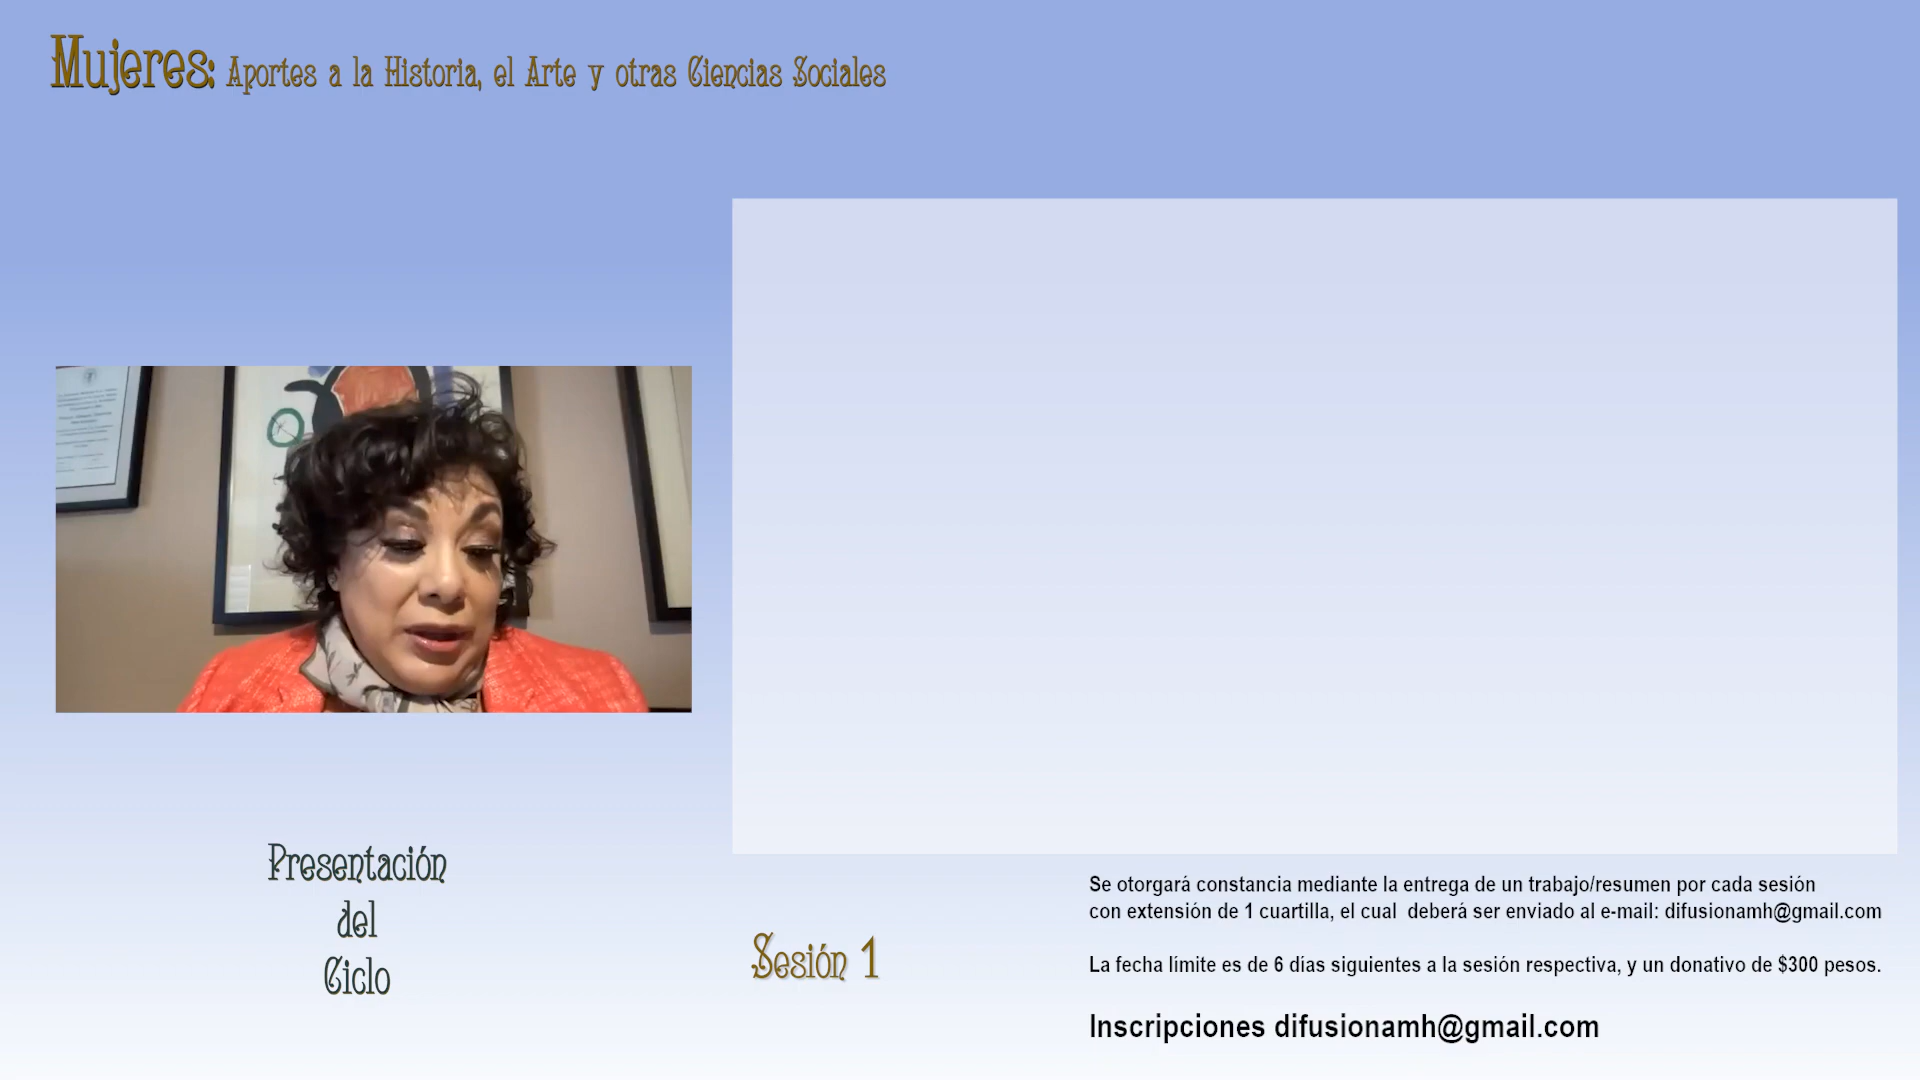 Mujeres: Aportes a la Historia, el Arte y otras Ciencias Sociales
Presentación
del
Ciclo
Sesión 1
Se otorgará constancia mediante la entrega de un trabajo/resumen por cada sesión
con extensión de 1 cuartilla, el cual deberá ser enviado al e-mail: difusionamh@gmail.com
La fecha límite es de 6 días siguientes a la sesión respectiva, y un donativo de $300 pesos.
Inscripciones difusionamh@gmail.com